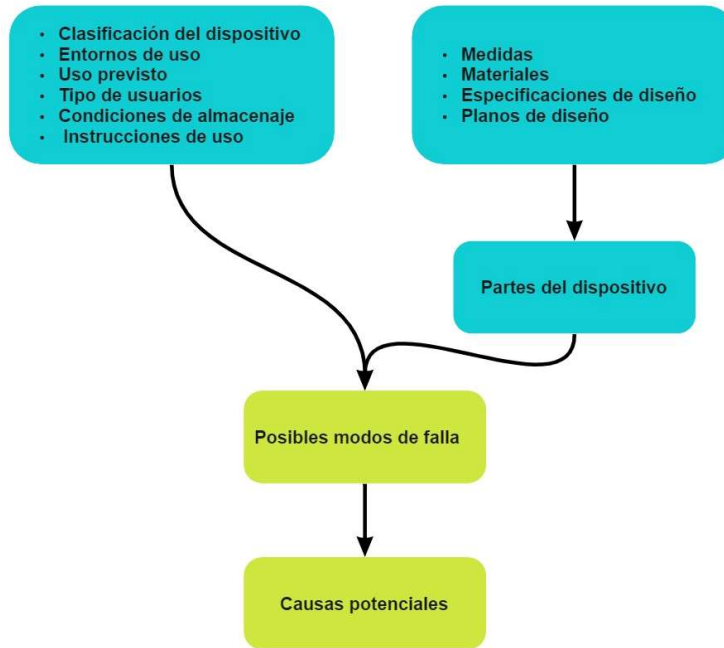 • Clasificación del dispositivo
• Entornos de uso
• Uso previsto
• Tipo de usuarios
• Condiciones de almacenaje
• Instrucciones de uso
• Medidas
• Materiales
• Especificaciones de diseño
• Planos de diseño
Partes del dispositivo
Posibles modos de falla
Causas potenciales